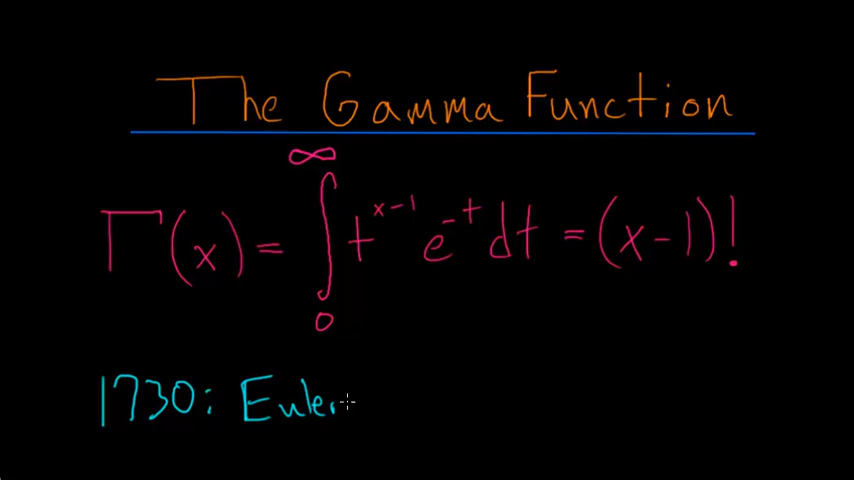 The Gamma Function
Γ(x) = ∫₀^∞ t^(x-1) e^(-t) dt = (x-1)!
1730: Euler